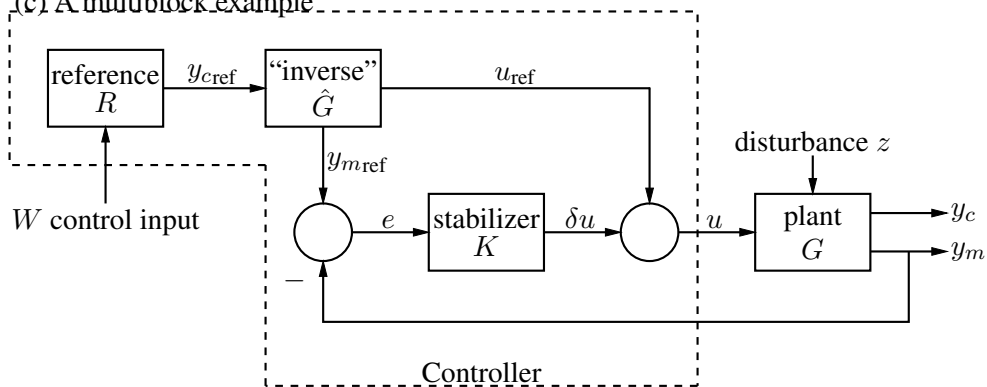 (c) A multiblock example
reference
R
y_cref
"inverse"
Ĝ
u_ref
y_mref
disturbance z
W control input
e
stabilizer
K
δu
u
plant
G
y_c
y_m
−
Controller